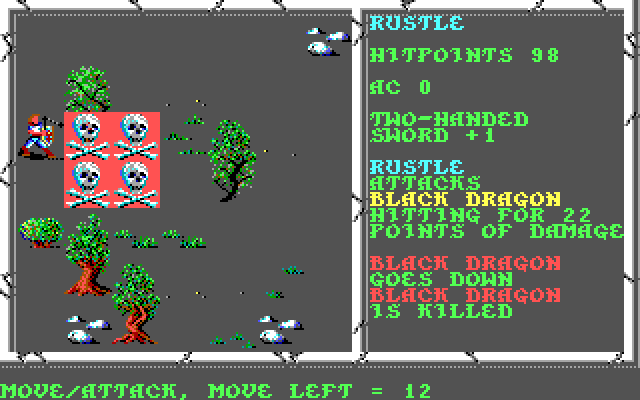 RUSTLE
HITPOINTS 98
AC 0
TWO-HANDED
SWORD +1
RUSTLE
ATTACKS
BLACK DRAGON
HITTING FOR 22
POINTS OF DAMAGE
BLACK DRAGON
GOES DOWN
BLACK DRAGON
IS KILLED
MOVE/ATTACK, MOVE LEFT = 12